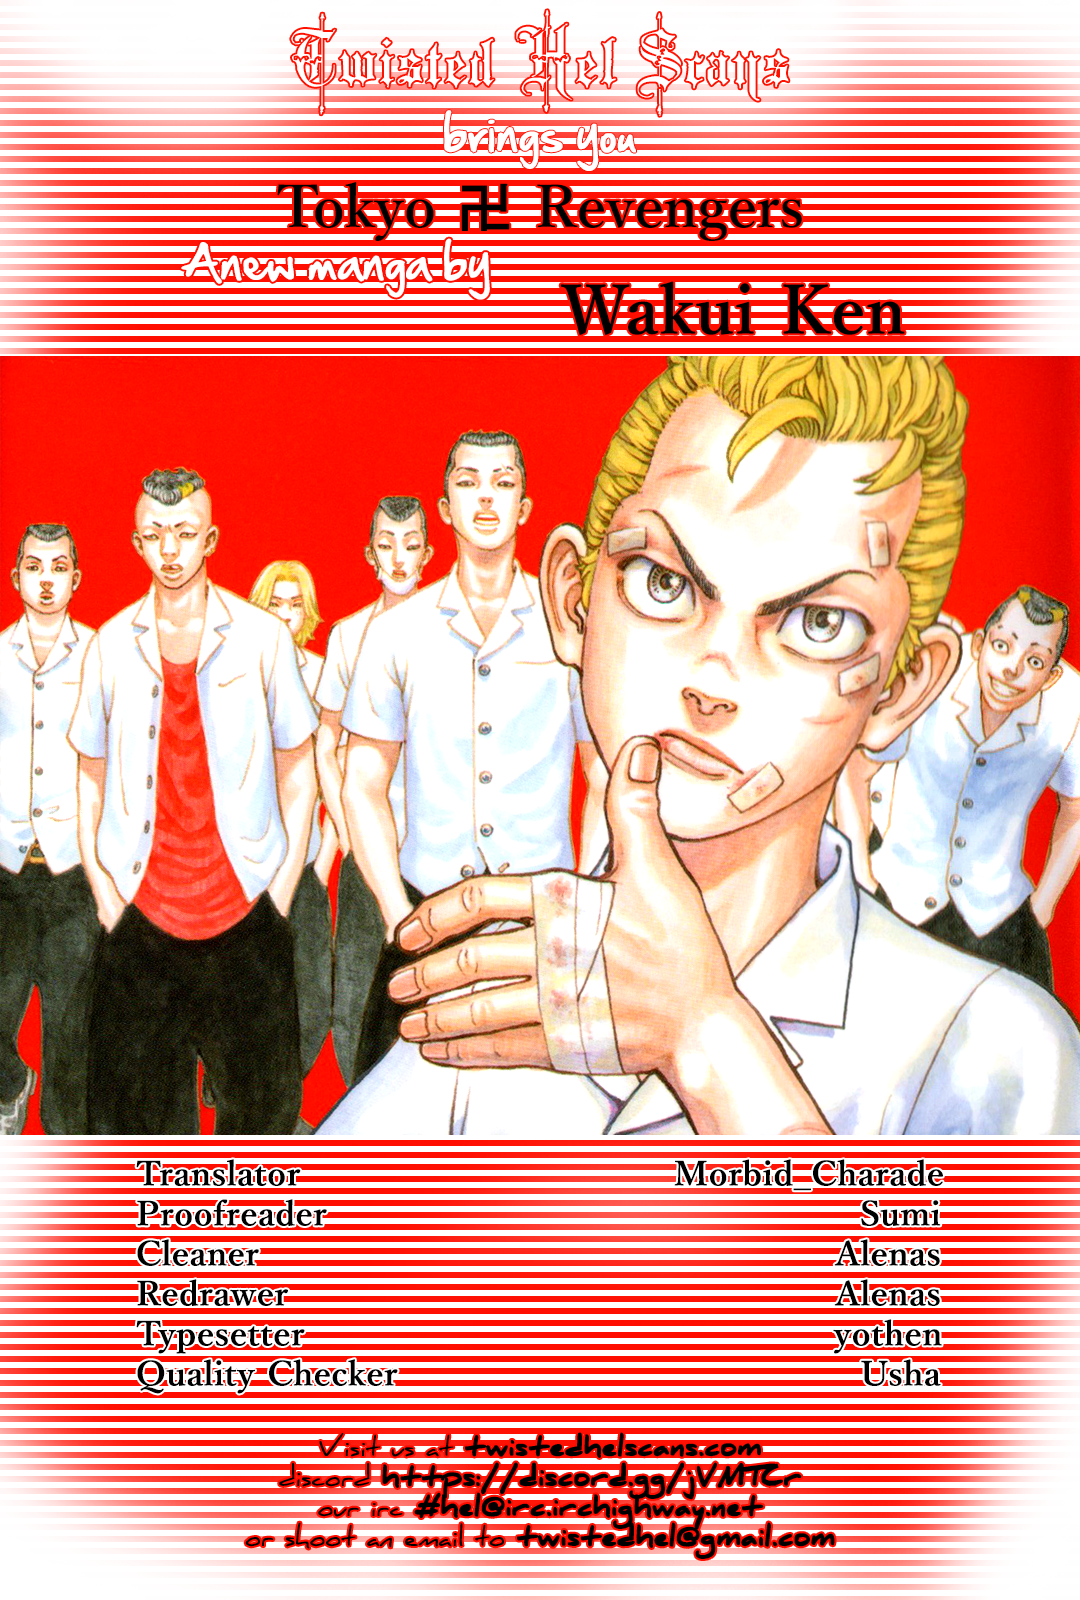 Twisted Hel Scans
brings you
Tokyo 卍 Revengers
A new manga by
Wakui Ken
Translator Morbid_Charade
Proofreader Sumi
Cleaner Alenas
Redrawer Alenas
Typesetter yothen
Quality Checker Usha
Visit us at twistedhelscans.com
discord https://discord.gg/jVMTZr
our irc #hel@irc.irchighway.net
or shoot an email to twistedhel@gmail.com